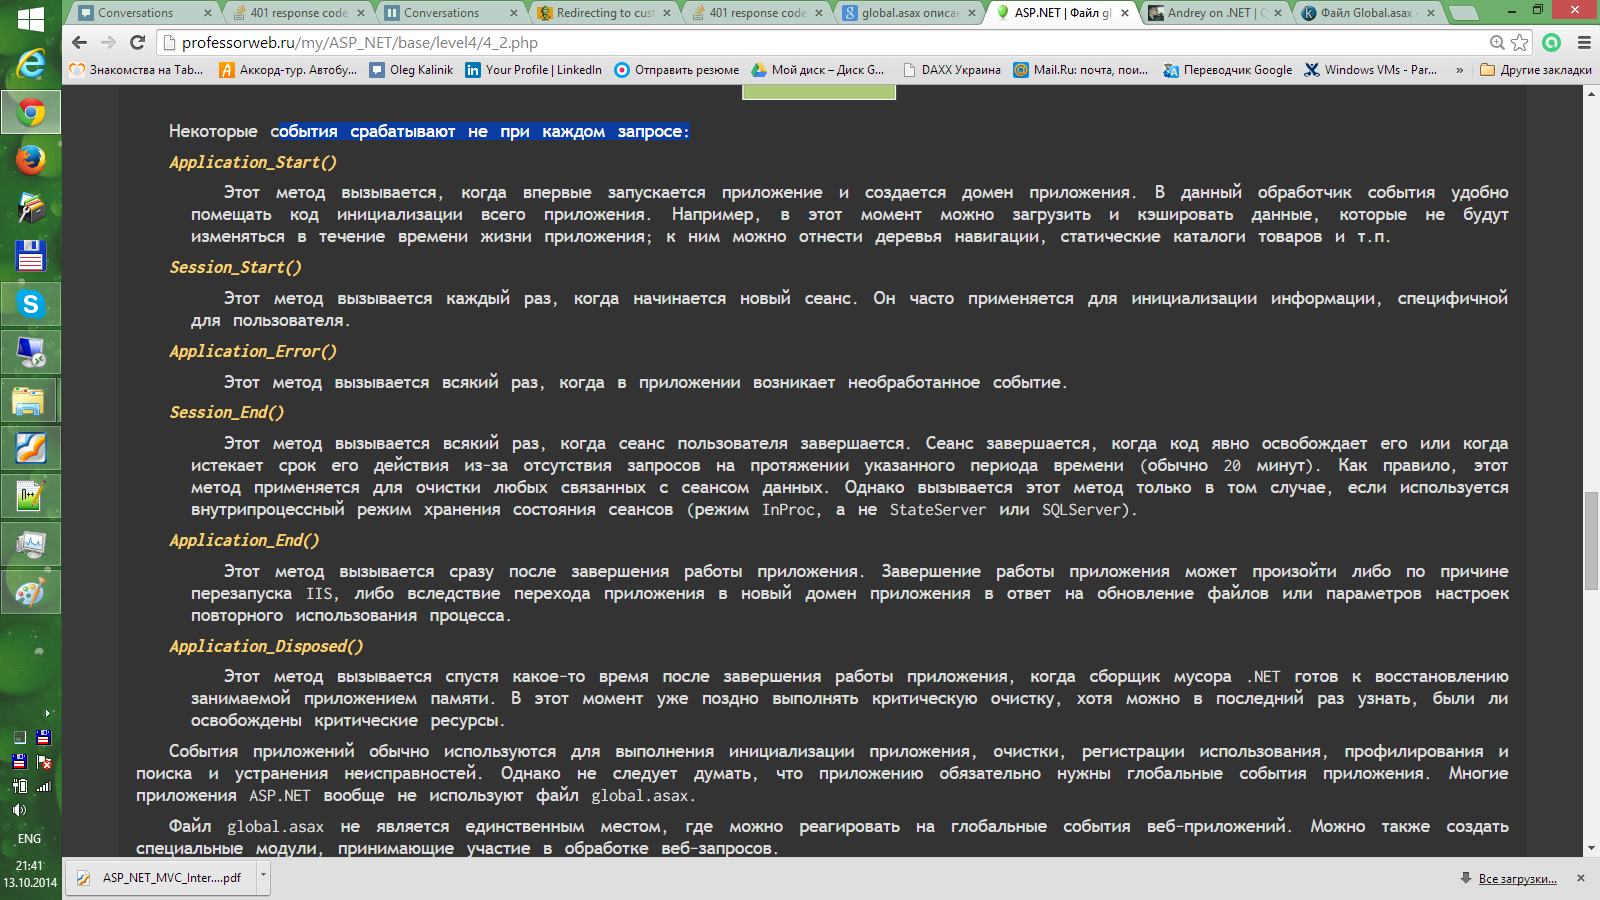 Conversations
401 response code
Conversations
Redirecting to cust
401 response code
global.asax описан
ASP.NET | Файл gl
Andrey on .NET | C
Файл Global.asax -
professorweb.ru/my/ASP_NET/base/level4/4_2.php
Знакомства на Tab...
Аккорд-тур. Автобу...
Oleg Kalinik
Your Profile | LinkedIn
Отправить резюме
Мой диск – Диск G...
DAXX Украина
Mail.Ru: почта, пои...
Переводчик Google
Windows VMs - Par...
»
Другие закладки
Некоторые события срабатывают не при каждом запросе:
Application_Start()
Этот метод вызывается, когда впервые запускается приложение и создается домен приложения. В данный обработчик события удобно
помещать код инициализации всего приложения. Например, в этот момент можно загрузить и кэшировать данные, которые не будут
изменяться в течение времени жизни приложения; к ним можно отнести деревья навигации, статические каталоги товаров и т.п.
Session_Start()
Этот метод вызывается каждый раз, когда начинается новый сеанс. Он часто применяется для инициализации информации, специфичной
для пользователя.
Application_Error()
Этот метод вызывается всякий раз, когда в приложении возникает необработанное событие.
Session_End()
Этот метод вызывается всякий раз, когда сеанс пользователя завершается. Сеанс завершается, когда код явно освобождает его или когда
истекает срок его действия из-за отсутствия запросов на протяжении указанного периода времени (обычно 20 минут). Как правило, этот
метод применяется для очистки любых связанных с сеансом данных. Однако вызывается этот метод только в том случае, если используется
внутрипроцессный режим хранения состояния сеансов (режим InProc, а не StateServer или SQLServer).
Application_End()
Этот метод вызывается сразу после завершения работы приложения. Завершение работы приложения может произойти либо по причине
перезапуска IIS, либо вследствие перехода приложения в новый домен приложения в ответ на обновление файлов или параметров настроек
повторного использования процесса.
Application_Disposed()
Этот метод вызывается спустя какое-то время после завершения работы приложения, когда сборщик мусора .NET готов к восстановлению
занимаемой приложением памяти. В этот момент уже поздно выполнять критическую очистку, хотя можно в последний раз узнать, были ли
освобождены критические ресурсы.
События приложений обычно используются для выполнения инициализации приложения, очистки, регистрации использования, профилирования и
поиска и устранения неисправностей. Однако не следует думать, что приложению обязательно нужны глобальные события приложения. Многие
приложения ASP.NET вообще не используют файл global.asax.
Файл global.asax не является единственным местом, где можно реагировать на глобальные события веб-приложений. Можно также создать
специальные модули, принимающие участие в обработке веб-запросов.
ENG
21:41
13.10.2014
ASP_NET_MVC_Inter....pdf
Все загрузки...